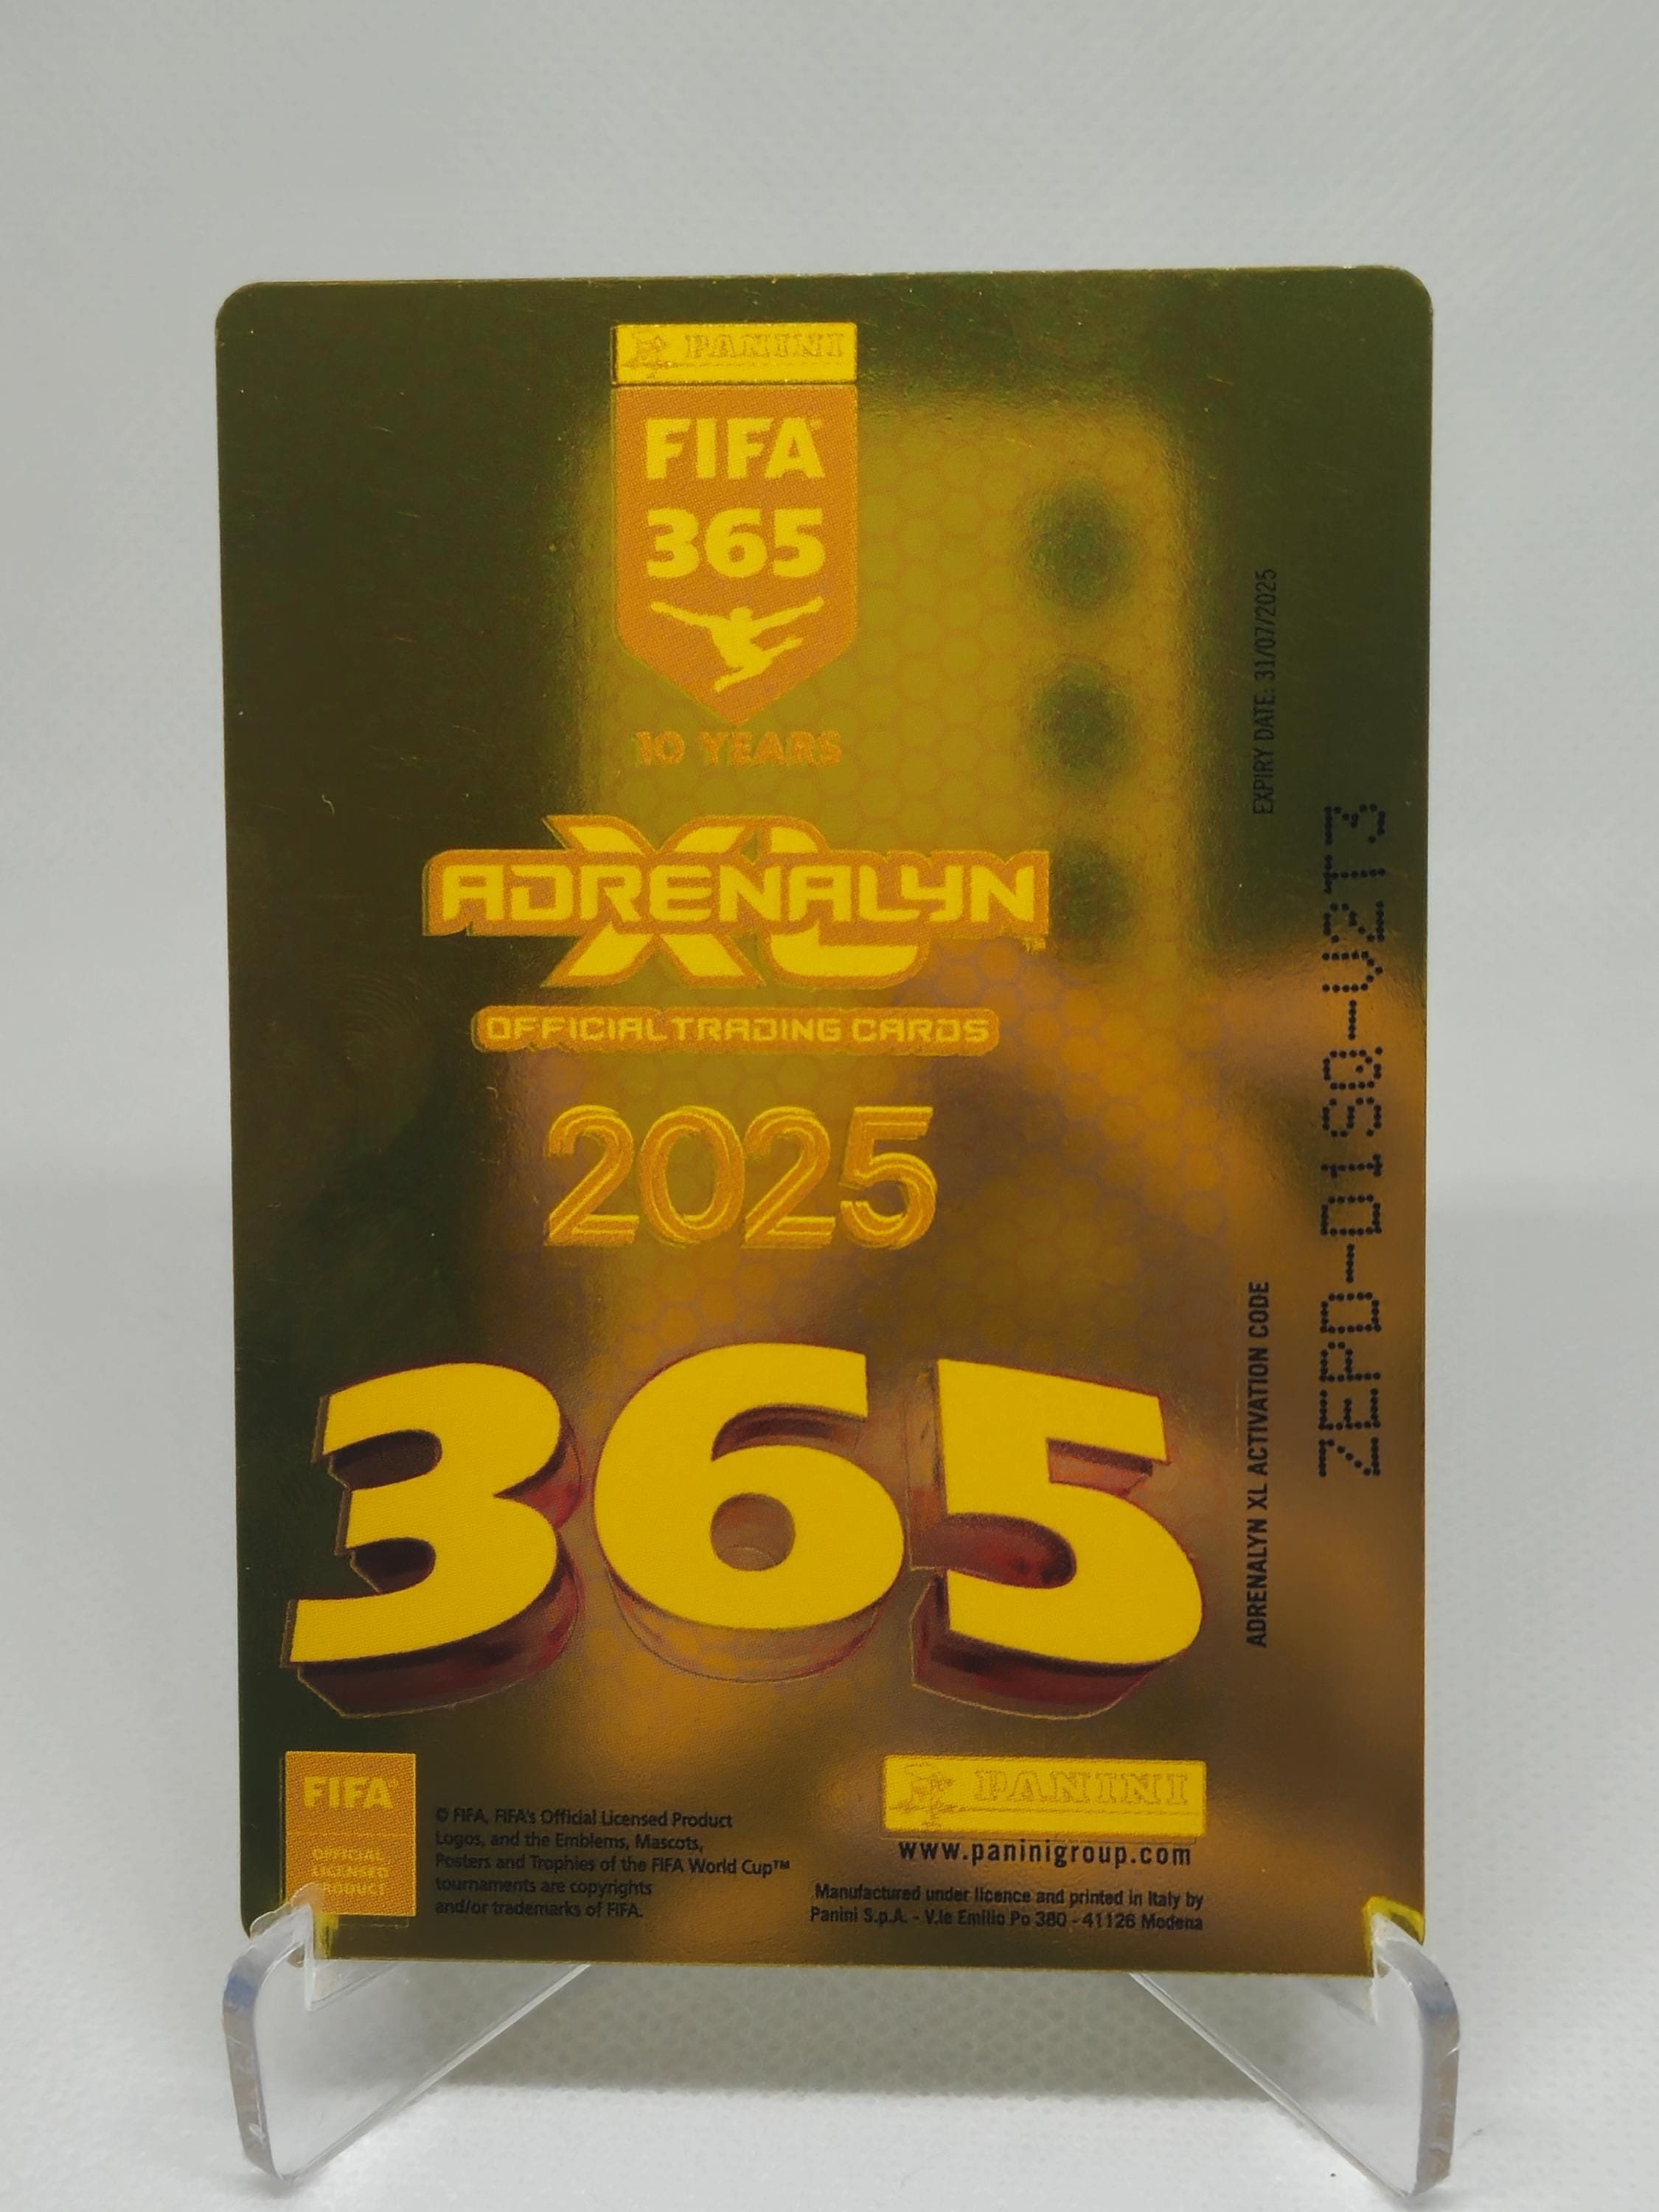 PANINI
FIFA
365
10 YEARS
ADRENALYN
XL
OFFICIAL TRADING CARDS
2025
365
EXPIRY DATE: 31/07/2025
ADRENALYN XL ACTIVATION CODE
ZEPD-D1SQ-V2T3
FIFA
OFFICIAL
LICENSED
PRODUCT
© FIFA, FIFA's Official Licensed Product
Logos, and the Emblems, Mascots,
Posters and Trophies of the FIFA World Cup™
tournaments are copyrights
and/or trademarks of FIFA.
PANINI
www.paninigroup.com
Manufactured under licence and printed in Italy by
Panini S.p.A. - V.le Emilio Po 380 - 41126 Modena